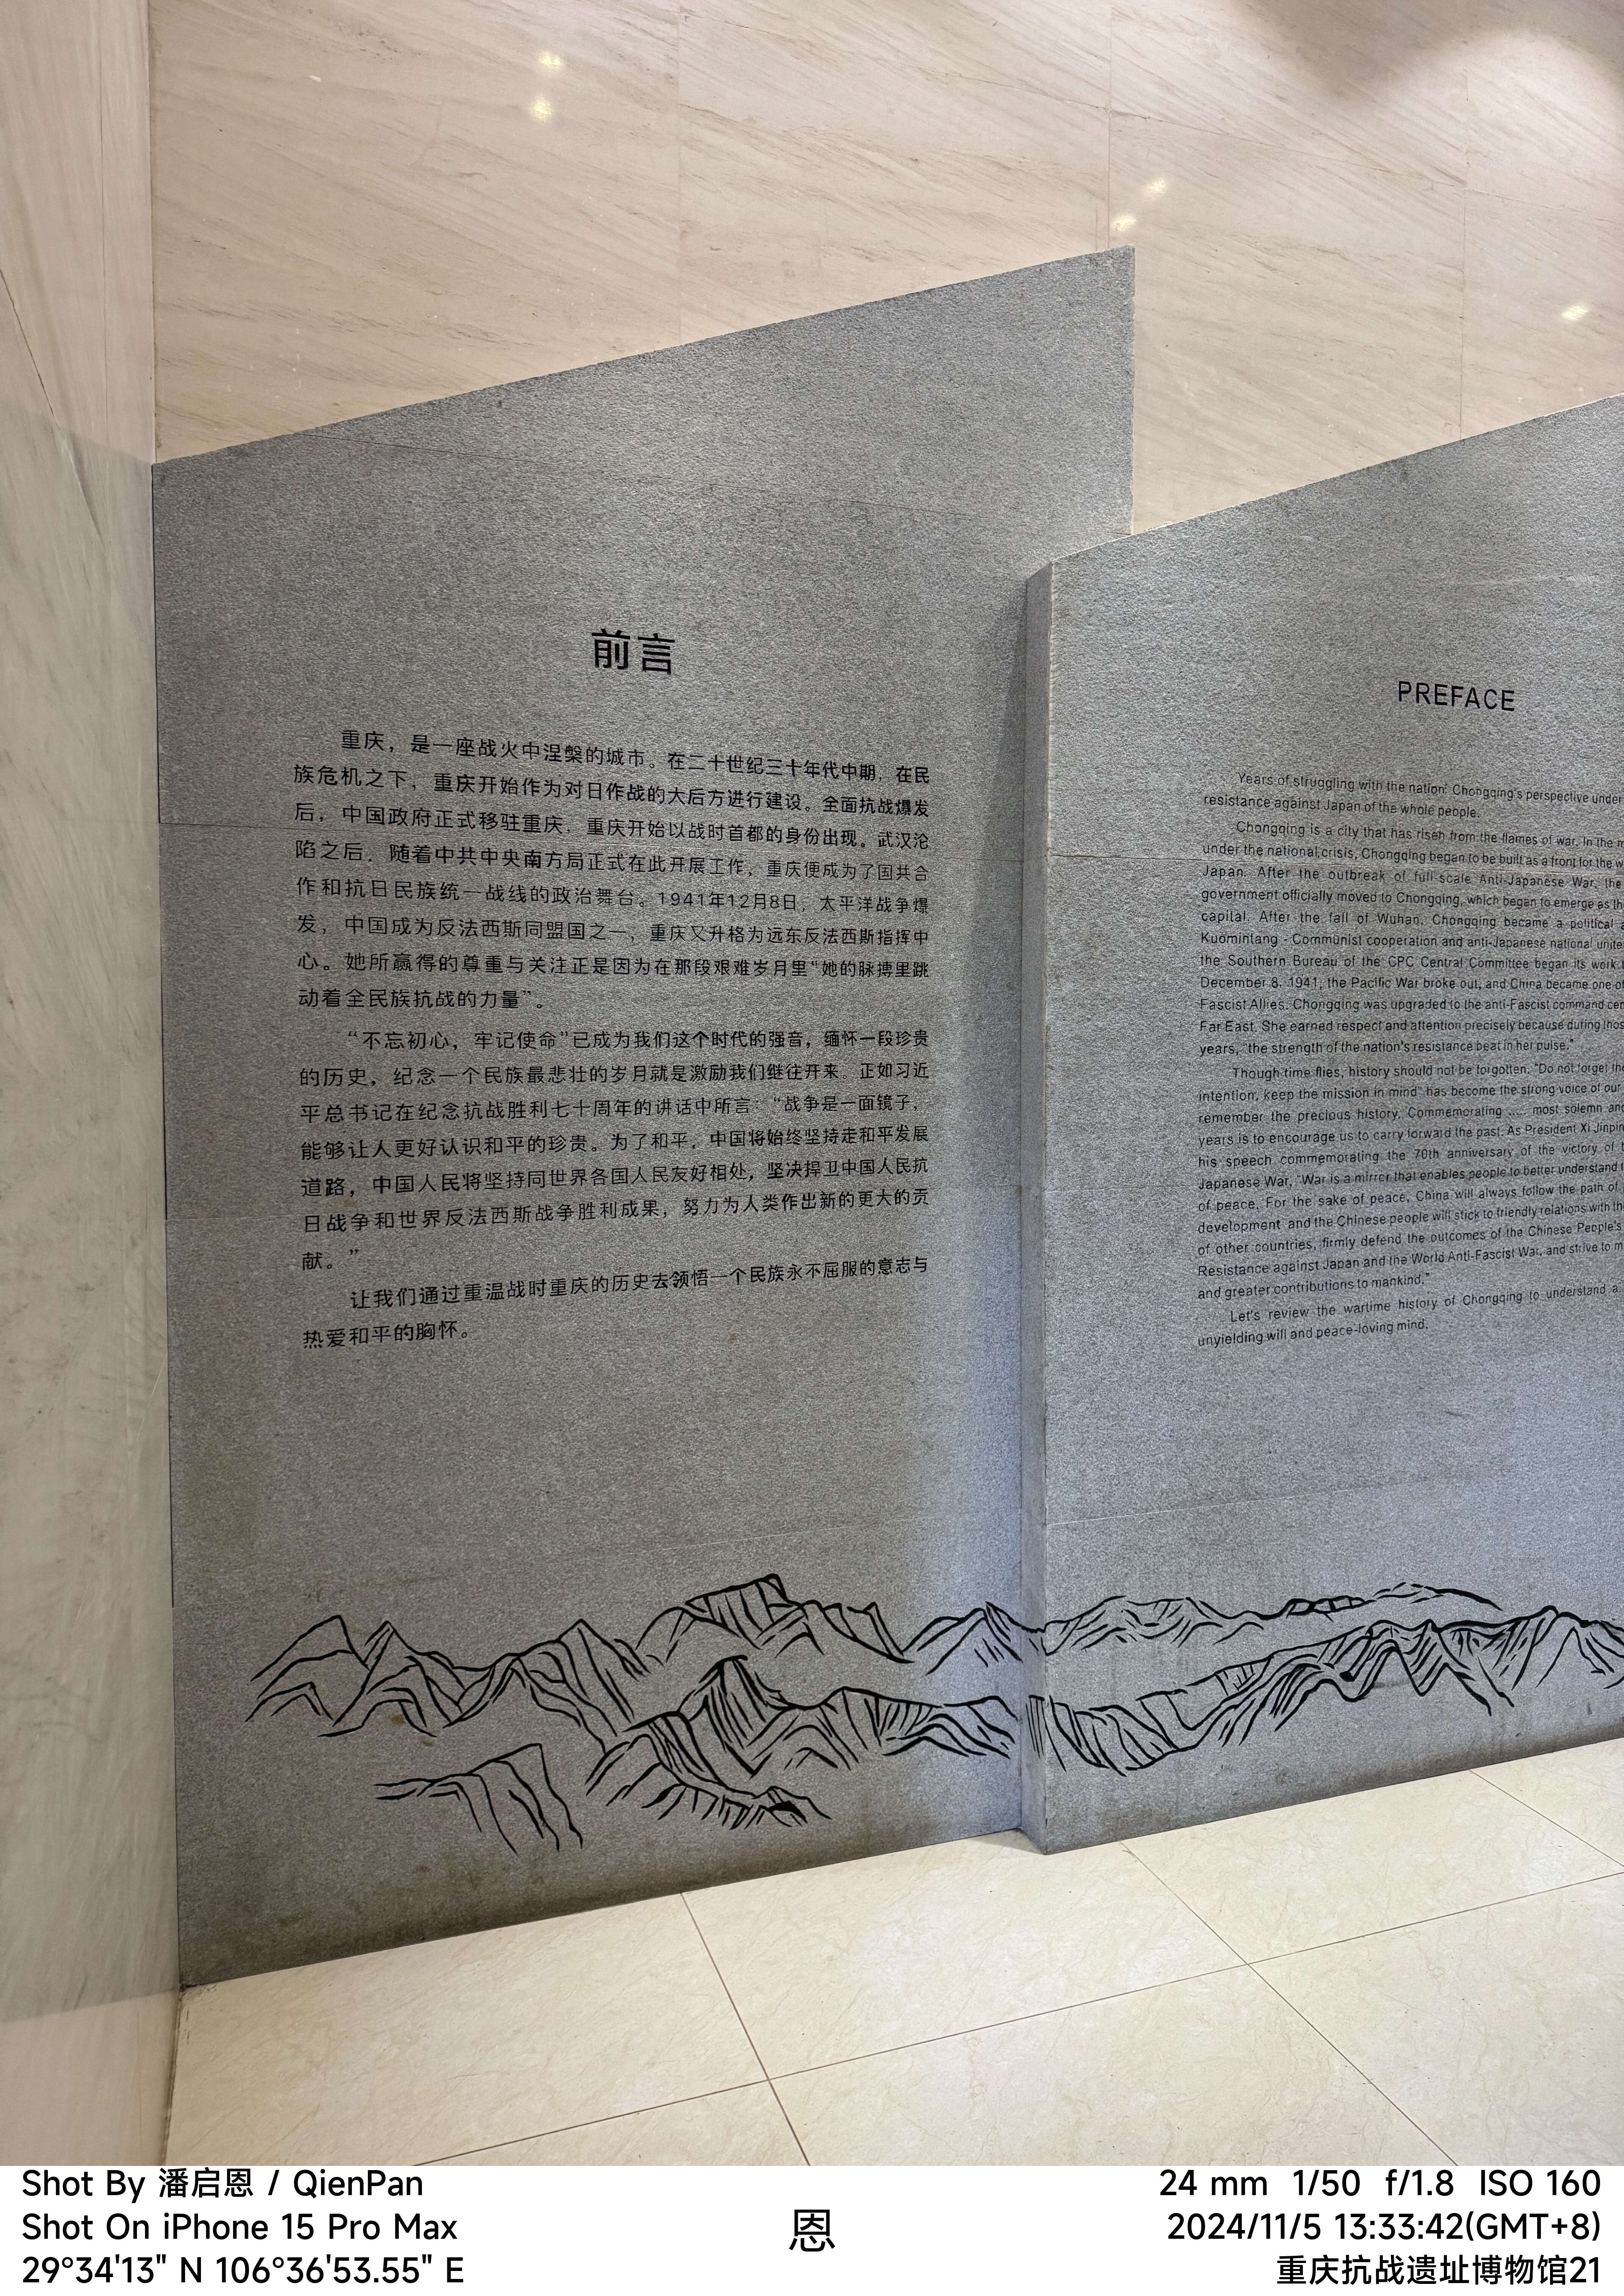 前言
重庆，是一座战火中涅槃的城市。在二十世纪三十年代中期，在民
族危机之下，重庆开始作为对日作战的大后方进行建设。全面抗战爆发
后，中国政府正式移驻重庆，重庆开始以战时首都的身份出现。武汉沦
陷之后，随着中共中央南方局正式在此开展工作，重庆便成为了国共合
作和抗日民族统一战线的政治舞台。1941年12月8日，太平洋战争爆
发，中国成为反法西斯同盟国之一，重庆又升格为远东反法西斯指挥中
心。她所赢得的尊重与关注正是因为在那段艰难岁月里“她的脉搏里跳
动着全民族抗战的力量”。
“不忘初心，牢记使命”已成为我们这个时代的强音，缅怀一段珍贵
的历史，纪念一个民族最悲壮的岁月就是激励我们继往开来。正如习近
平总书记在纪念抗战胜利七十周年的讲话中所言：“战争是一面镜子，
能够让人更好认识和平的珍贵。为了和平，中国将始终坚持走和平发展
道路，中国人民将坚持同世界各国人民友好相处，坚决捍卫中国人民抗
日战争和世界反法西斯战争胜利成果，努力为人类作出新的更大的贡
献。”
让我们通过重温战时重庆的历史去领悟一个民族永不屈服的意志与
热爱和平的胸怀。
PREFACE
Years of struggling with the nation: Chongqing's perspective under
resistance against Japan of the whole people.
Chongqing is a city that has risen from the flames of war. In the
under the national crisis, Chongqing began to be built as a front for the
Japan. After the outbreak of full-scale Anti-Japanese War, the
government officially moved to Chongqing, which began to emerge as
capital. After the fall of Wuhan, Chongqing became a political
Kuomintang - Communist cooperation and anti-Japanese national
the Southern Bureau of the CPC Central Committee began its work
December 8, 1941, the Pacific War broke out, and China became one of
Fascist Allies. Chongqing was upgraded to the anti-Fascist command
Far East. She earned respect and attention precisely because during
years, "the strength of the nation's resistance beat in her pulse."
Though time flies, history should not be forgotten. "Do not forget
intention, keep the mission in mind" has become the strong voice of our
remember the precious history. Commemorating ..... most solemn
years is to encourage us to carry forward the past. As President Xi
his speech commemorating the 70th anniversary of the victory of
Japanese War, "War is a mirror that enables people to better understand
of peace. For the sake of peace, China will always follow the path of
development and the Chinese people will stick to friendly relations with
of other countries, firmly defend the outcomes of the Chinese People's
Resistance against Japan and the World Anti-Fascist War, and strive to
and greater contributions to mankind."
Let's review the wartime history of Chongqing to understand a
unyielding will and peace-loving mind.
Shot By 潘启恩 / QienPan
Shot On iPhone 15 Pro Max
29°34'13" N 106°36'53.55" E
恩
24 mm 1/50 f/1.8 ISO 160
2024/11/5 13:33:42(GMT+8)
重庆抗战遗址博物馆21